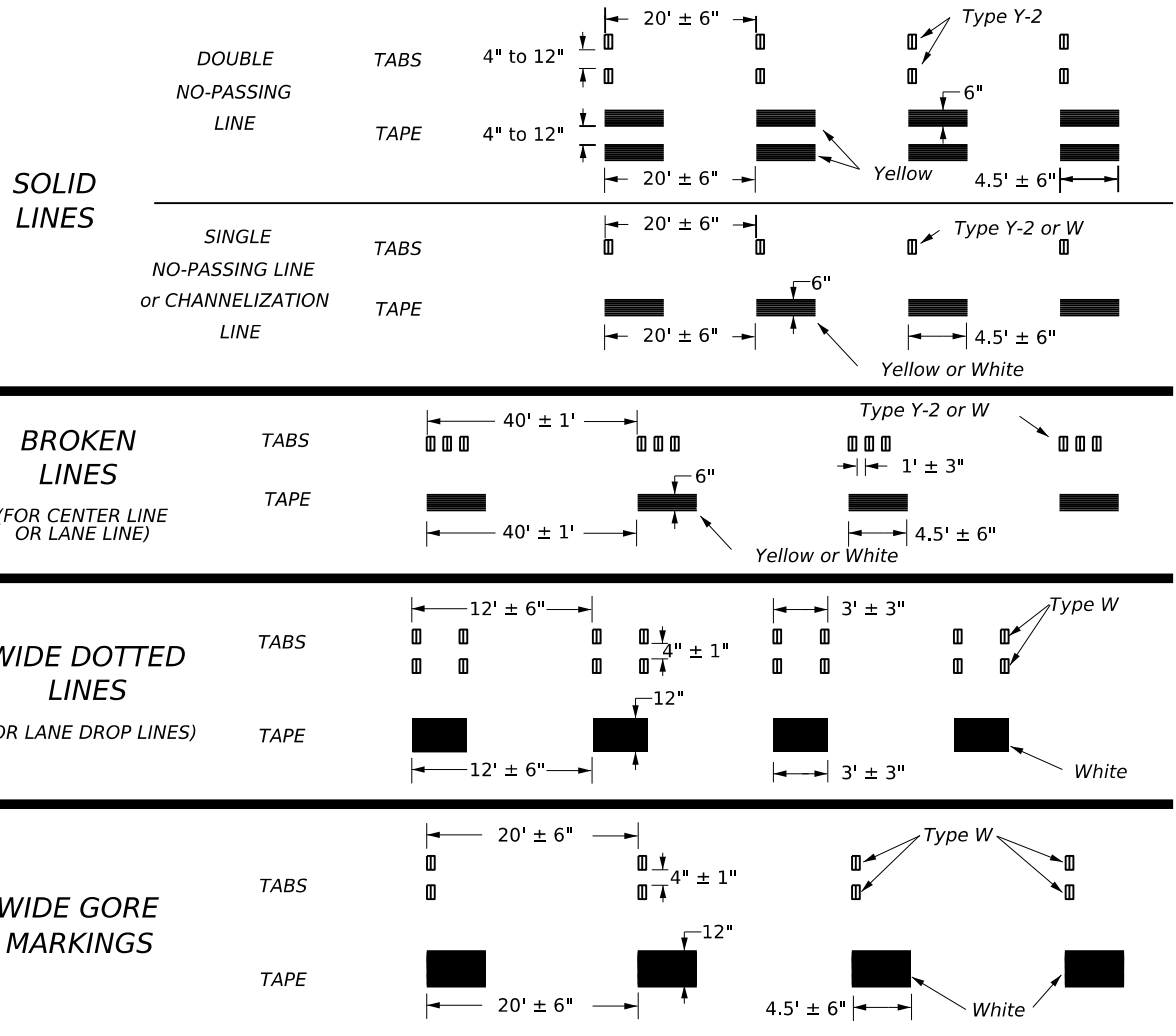 20' ± 6"
Type Y-2
DOUBLE
NO-PASSING
LINE
TABS
4" to 12"
TAPE
4" to 12"
6"
Yellow
20' ± 6"
4.5' ± 6"
SOLID
LINES
SINGLE
NO-PASSING LINE
or CHANNELIZATION
LINE
TABS
20' ± 6"
Type Y-2 or W
TAPE
6"
20' ± 6"
4.5' ± 6"
Yellow or White
BROKEN
LINES
(FOR CENTER LINE
OR LANE LINE)
TABS
40' ± 1'
Type Y-2 or W
1' ± 3"
TAPE
6"
40' ± 1'
4.5' ± 6"
Yellow or White
WIDE DOTTED
LINES
OR LANE DROP LINES)
TABS
12' ± 6"
3' ± 3"
Type W
4" ± 1"
TAPE
12"
12' ± 6"
3' ± 3"
White
WIDE GORE
MARKINGS
TABS
20' ± 6"
Type W
4" ± 1"
TAPE
12"
20' ± 6"
4.5' ± 6"
White